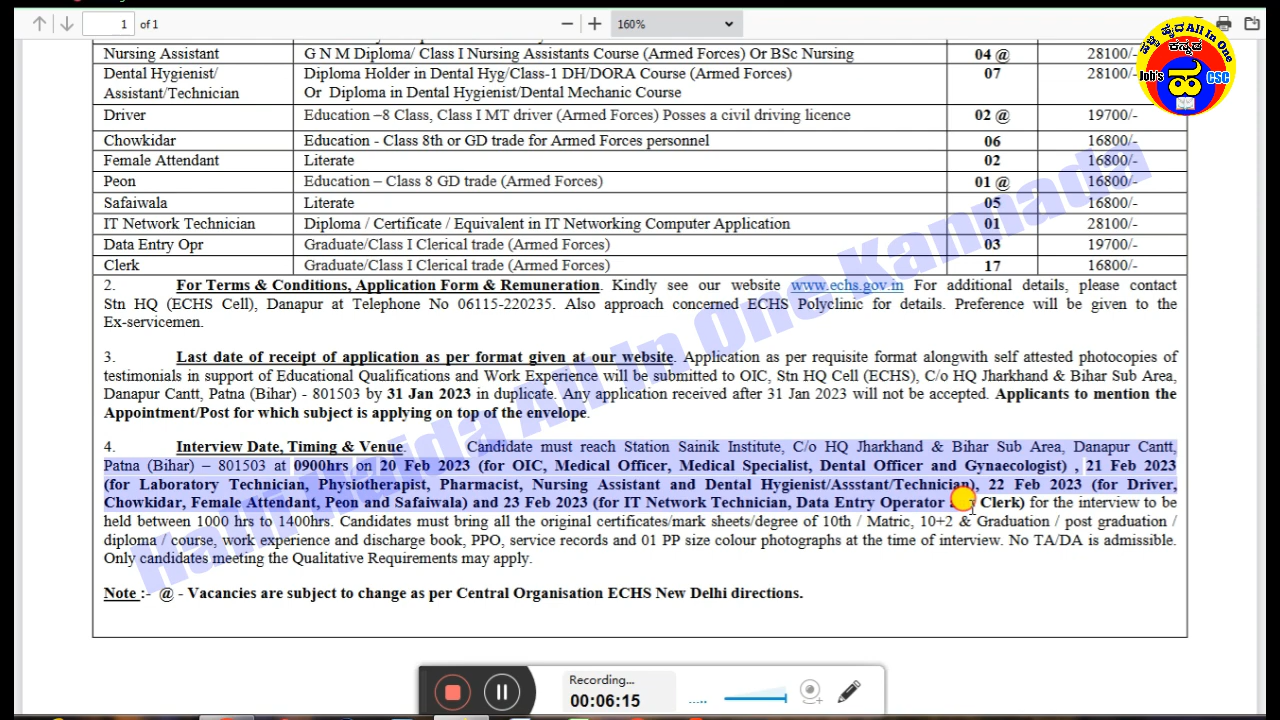 1 of 1
160%
Nursing Assistant G N M Diploma/ Class I Nursing Assistants Course (Armed Forces) Or BSc Nursing 04 @ 28100/-
Dental Hygienist/ Diploma Holder in Dental Hyg/Class-1 DH/DORA Course (Armed Forces) 07 28100/-
Assistant/Technician Or Diploma in Dental Hygienist/Dental Mechanic Course
Driver Education –8 Class, Class I MT driver (Armed Forces) Posses a civil driving licence 02 @ 19700/-
Chowkidar Education - Class 8th or GD trade for Armed Forces personnel 06 16800/-
Female Attendant Literate 02 16800/-
Peon Education – Class 8 GD trade (Armed Forces) 01 @ 16800/-
Safaiwala Literate 05 16800/-
IT Network Technician Diploma / Certificate / Equivalent in IT Networking Computer Application 01 28100/-
Data Entry Opr Graduate/Class I Clerical trade (Armed Forces) 03 19700/-
Clerk Graduate/Class I Clerical trade (Armed Forces) 17 16800/-
2. For Terms & Conditions, Application Form & Remuneration. Kindly see our website www.echs.gov.in For additional details, please contact
Stn HQ (ECHS Cell), Danapur at Telephone No 06115-220235. Also approach concerned ECHS Polyclinic for details. Preference will be given to the
Ex-servicemen.
3. Last date of receipt of application as per format given at our website. Application as per requisite format alongwith self attested photocopies of
testimonials in support of Educational Qualifications and Work Experience will be submitted to OIC, Stn HQ Cell (ECHS), C/o HQ Jharkhand & Bihar Sub Area,
Danapur Cantt, Patna (Bihar) - 801503 by 31 Jan 2023 in duplicate. Any application received after 31 Jan 2023 will not be accepted. Applicants to mention the
Appointment/Post for which subject is applying on top of the envelope.
4. Interview Date, Timing & Venue. Candidate must reach Station Sainik Institute, C/o HQ Jharkhand & Bihar Sub Area, Danapur Cantt,
Patna (Bihar) – 801503 at 0900hrs on 20 Feb 2023 (for OIC, Medical Officer, Medical Specialist, Dental Officer and Gynaecologist) , 21 Feb 2023
(for Laboratory Technician, Physiotherapist, Pharmacist, Nursing Assistant and Dental Hygienist/Assstant/Technician), 22 Feb 2023 (for Driver,
Chowkidar, Female Attendant, Peon and Safaiwala) and 23 Feb 2023 (for IT Network Technician, Data Entry Operator Clerk) for the interview to be
held between 1000 hrs to 1400hrs. Candidates must bring all the original certificates/mark sheets/degree of 10th / Matric, 10+2 & Graduation / post graduation /
diploma / course, work experience and discharge book, PPO, service records and 01 PP size colour photographs at the time of interview. No TA/DA is admissible.
Only candidates meeting the Qualitative Requirements may apply.
Note :- @ - Vacancies are subject to change as per Central Organisation ECHS New Delhi directions.
Halli Haida All In One Kannada
ಹಳ್ಳಿ ಹೈದ All In One
ಕನ್ನಡ
Job's ಹ CSC
Recording...
00:06:15